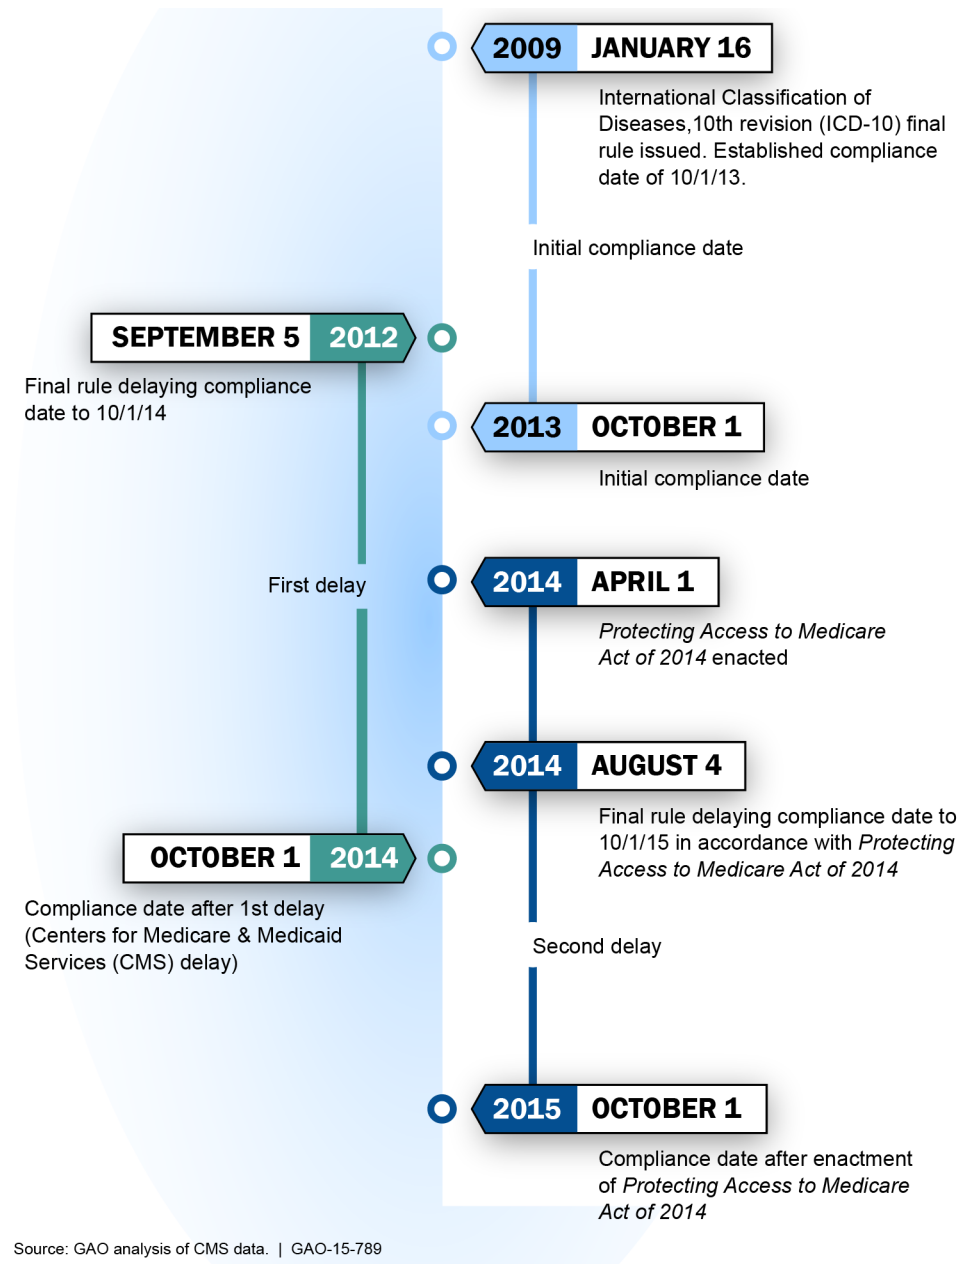 2009 JANUARY 16
International Classification of
Diseases,10th revision (ICD-10) final
rule issued. Established compliance
date of 10/1/13.
Initial compliance date
SEPTEMBER 5 2012
Final rule delaying compliance
date to 10/1/14
2013 OCTOBER 1
Initial compliance date
2014 APRIL 1
First delay
Protecting Access to Medicare
Act of 2014 enacted
2014 AUGUST 4
Final rule delaying compliance date to
10/1/15 in accordance with Protecting
Access to Medicare Act of 2014
OCTOBER 1 2014
Compliance date after 1st delay
(Centers for Medicare & Medicaid
Services (CMS) delay)
Second delay
2015 OCTOBER 1
Compliance date after enactment
of Protecting Access to Medicare
Act of 2014
Source: GAO analysis of CMS data. | GAO-15-789